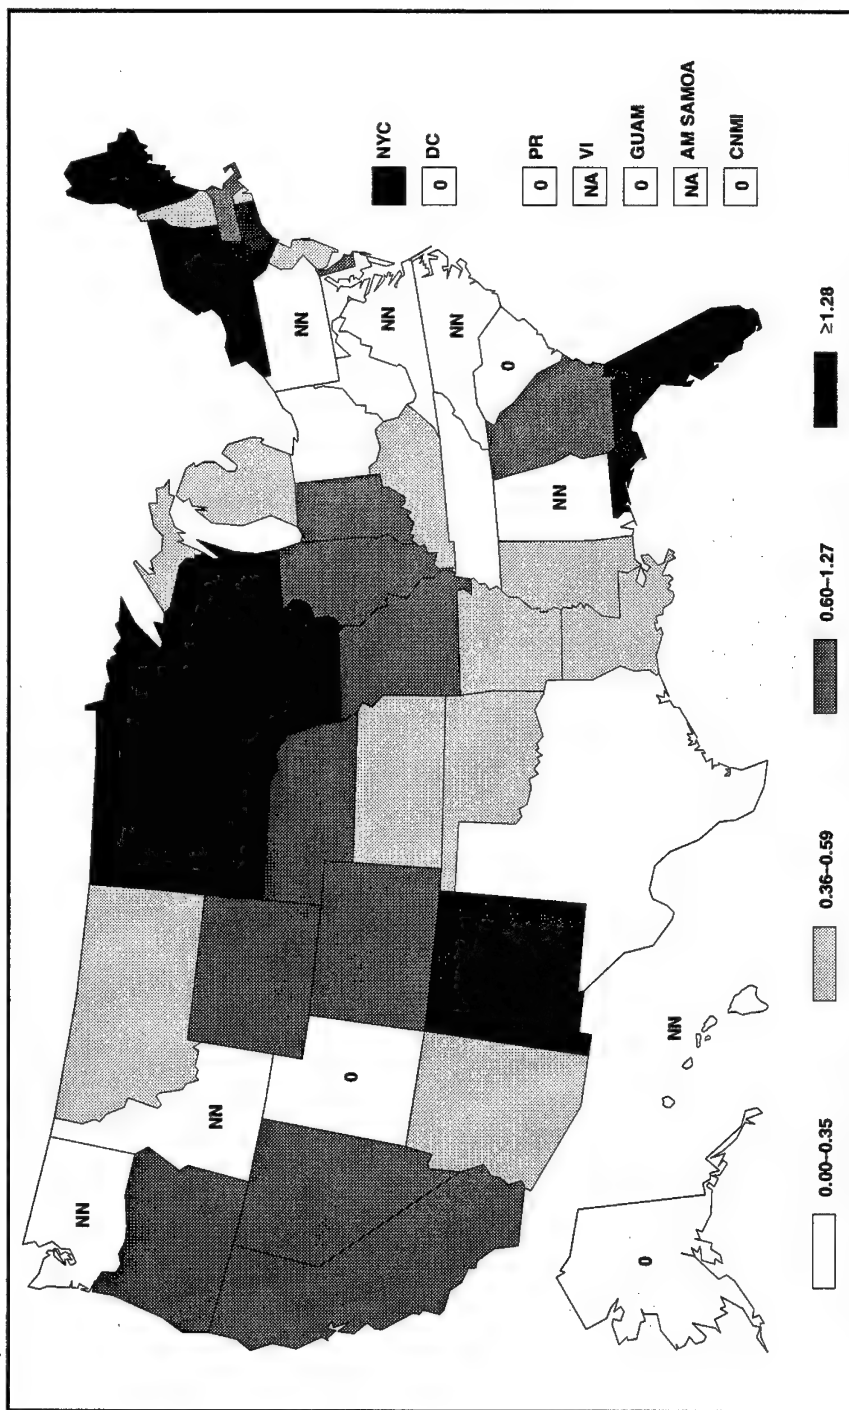 NN
NN
0
NN
NN
NN
NN
0
0
NN
NYC
0 DC
0 PR
NA VI
0 GUAM
NA AM SAMOA
0 CNMI
0.00–0.35
0.36–0.59
0.60–1.27
≥1.28